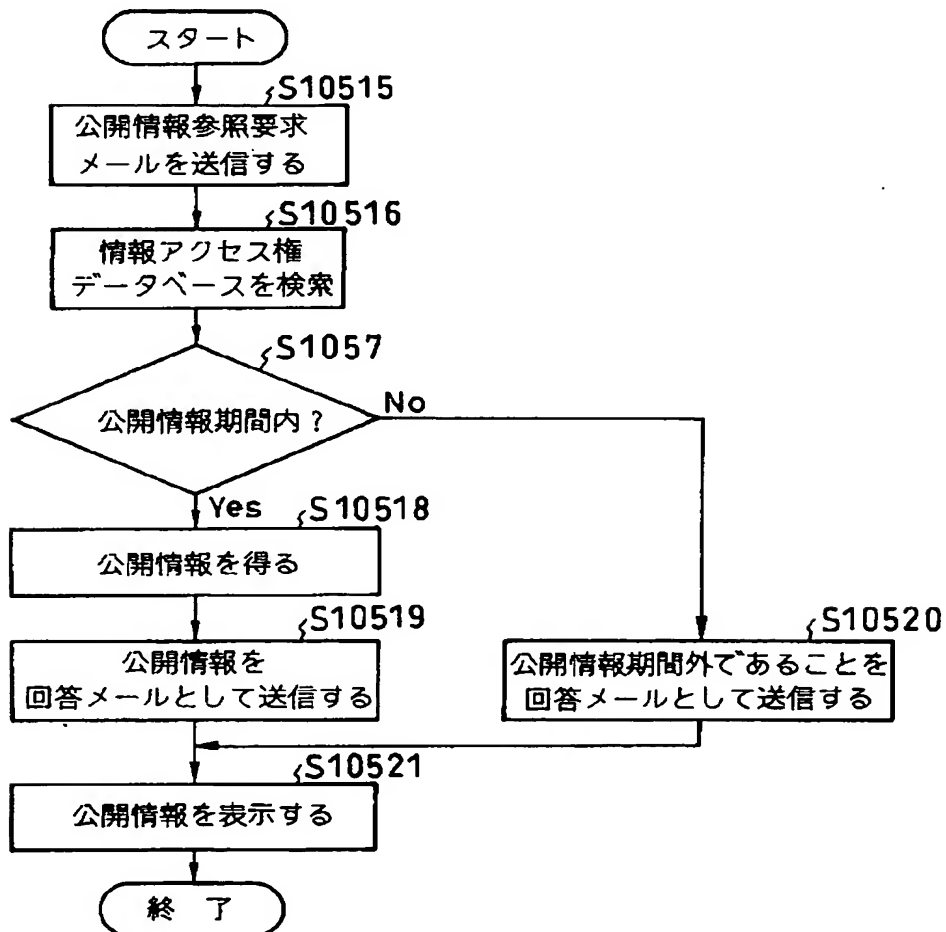 スタート
S10515
公開情報参照要求
メールを送信する
S10516
情報アクセス権
データベースを検索
S1057
公開情報期間内?
No
Yes
S10518
公開情報を得る
S10519
公開情報を
回答メールとして送信する
S10520
公開情報期間外であることを
回答メールとして送信する
S10521
公開情報を表示する
終 了